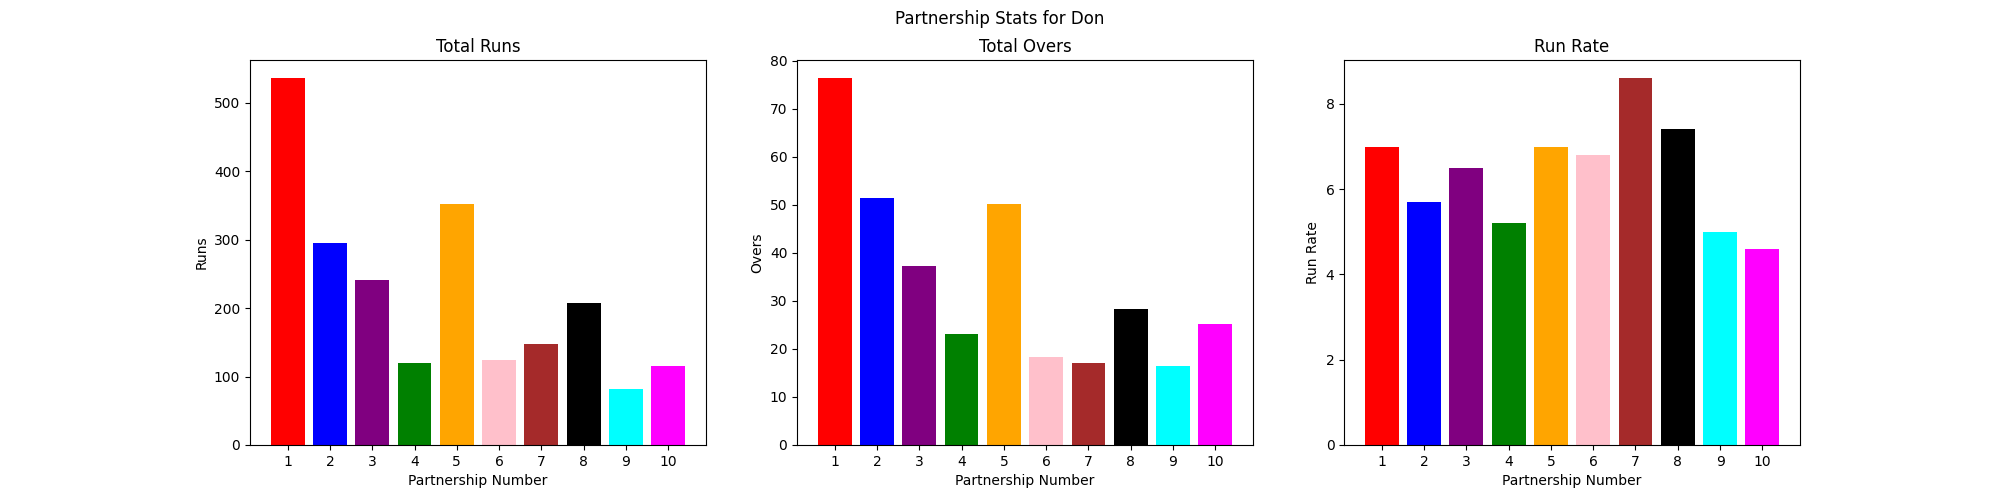 Partnership Stats for Don
Total Runs
Runs
500
400
300
200
100
0
1 2 3 4 5 6 7 8 9 10
Partnership Number
Total Overs
Overs
80
70
60
50
40
30
20
10
0
1 2 3 4 5 6 7 8 9 10
Partnership Number
Run Rate
Run Rate
8
6
4
2
0
1 2 3 4 5 6 7 8 9 10
Partnership Number